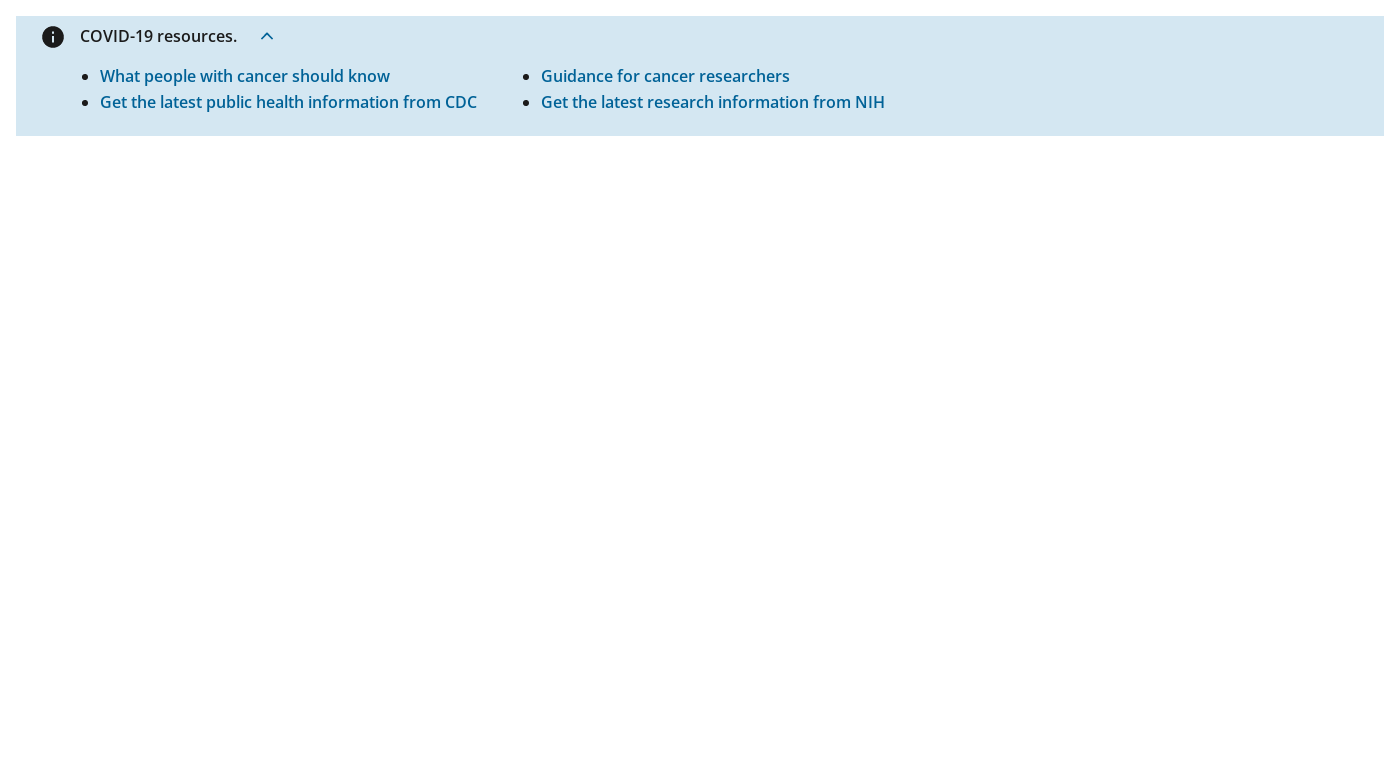 COVID-19 resources.
What people with cancer should know
Get the latest public health information from CDC
Guidance for cancer researchers
Get the latest research information from NIH